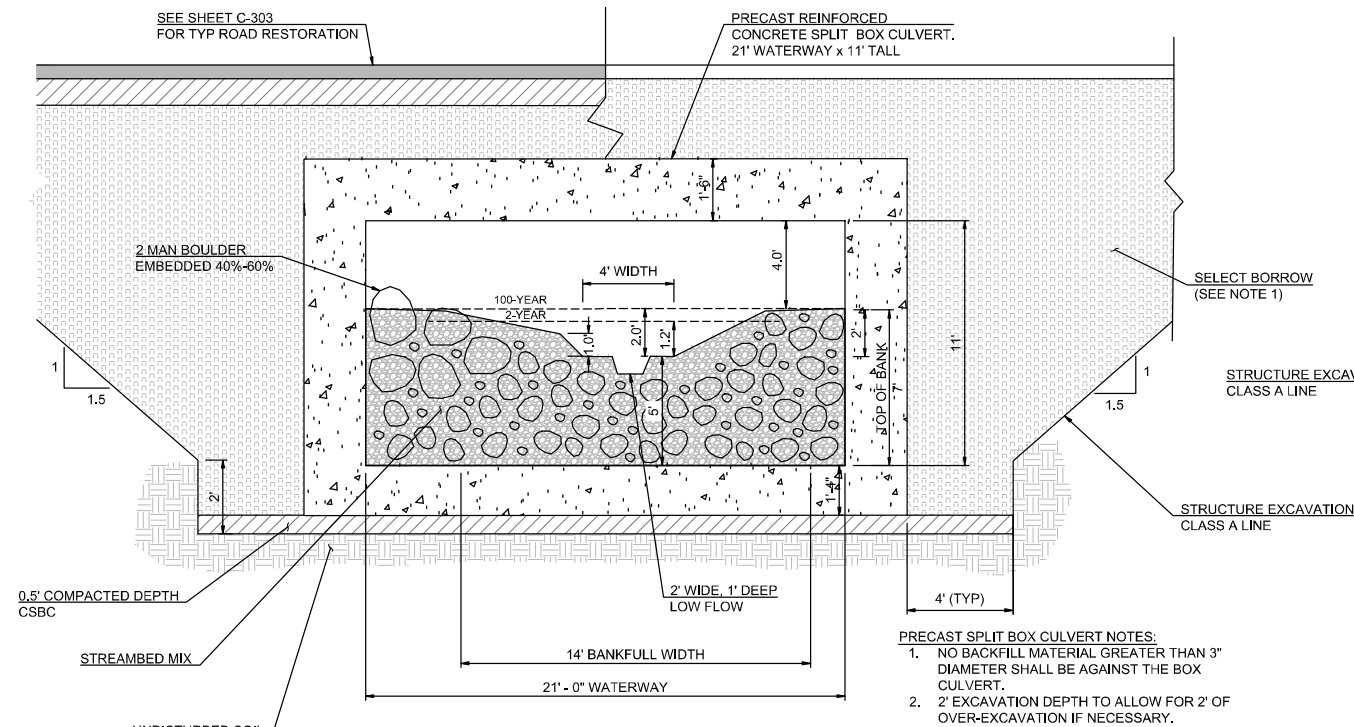 SEE SHEET C-303
FOR TYP ROAD RESTORATION
PRECAST REINFORCED
CONCRETE SPLIT BOX CULVERT.
21' WATERWAY x 11' TALL
1'-6"
2 MAN BOULDER
EMBEDDED 40%-60%
4' WIDTH
4.0'
SELECT BORROW
(SEE NOTE 1)
100-YEAR
2-YEAR
1.0'
2.0'
1.2'
2'
11'
TOP OF BANK
7'
5'
1
1.5
1
1.5
STRUCTURE EXCAV
CLASS A LINE
2'
1'-4"
STRUCTURE EXCAVATION
CLASS A LINE
0.5' COMPACTED DEPTH
CSBC
2' WIDE, 1' DEEP
LOW FLOW
4' (TYP)
STREAMBED MIX
14' BANKFULL WIDTH
21' - 0" WATERWAY
PRECAST SPLIT BOX CULVERT NOTES:
1. NO BACKFILL MATERIAL GREATER THAN 3"
DIAMETER SHALL BE AGAINST THE BOX
CULVERT.
2. 2' EXCAVATION DEPTH TO ALLOW FOR 2' OF
OVER-EXCAVATION IF NECESSARY.